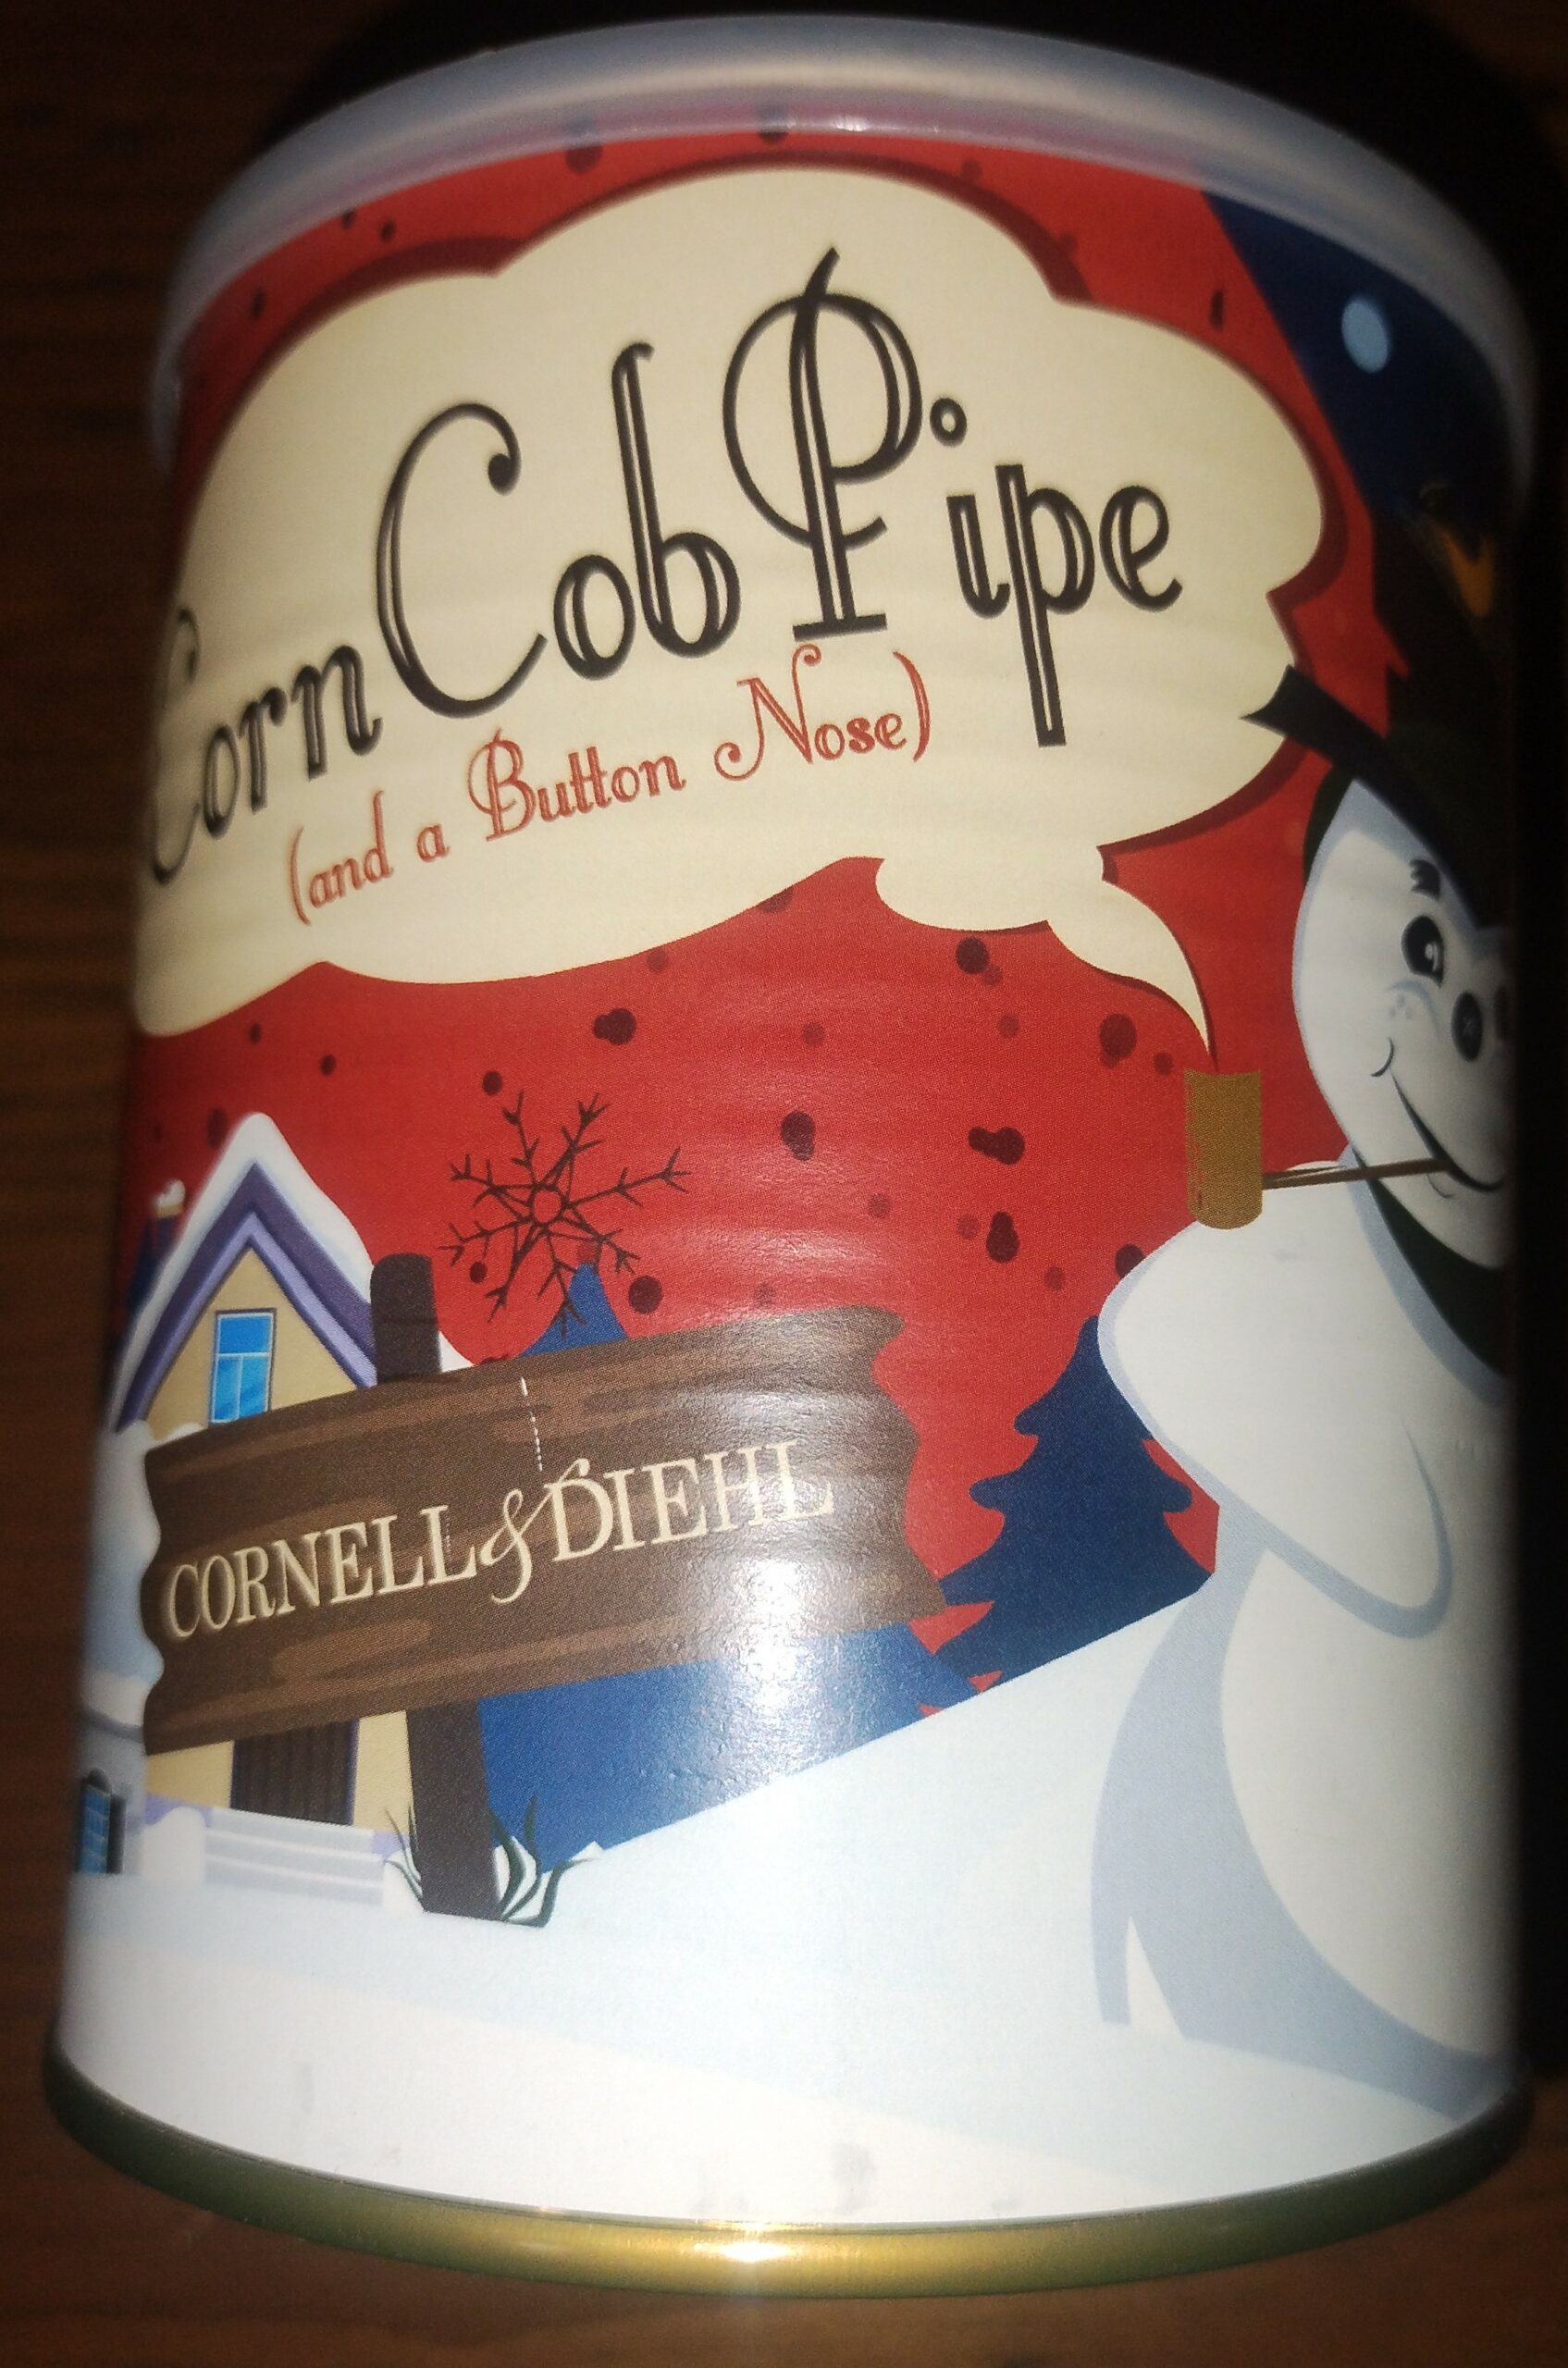 Corn Cob Pipe
(and a Button Nose)
CORNELL & DIEHL